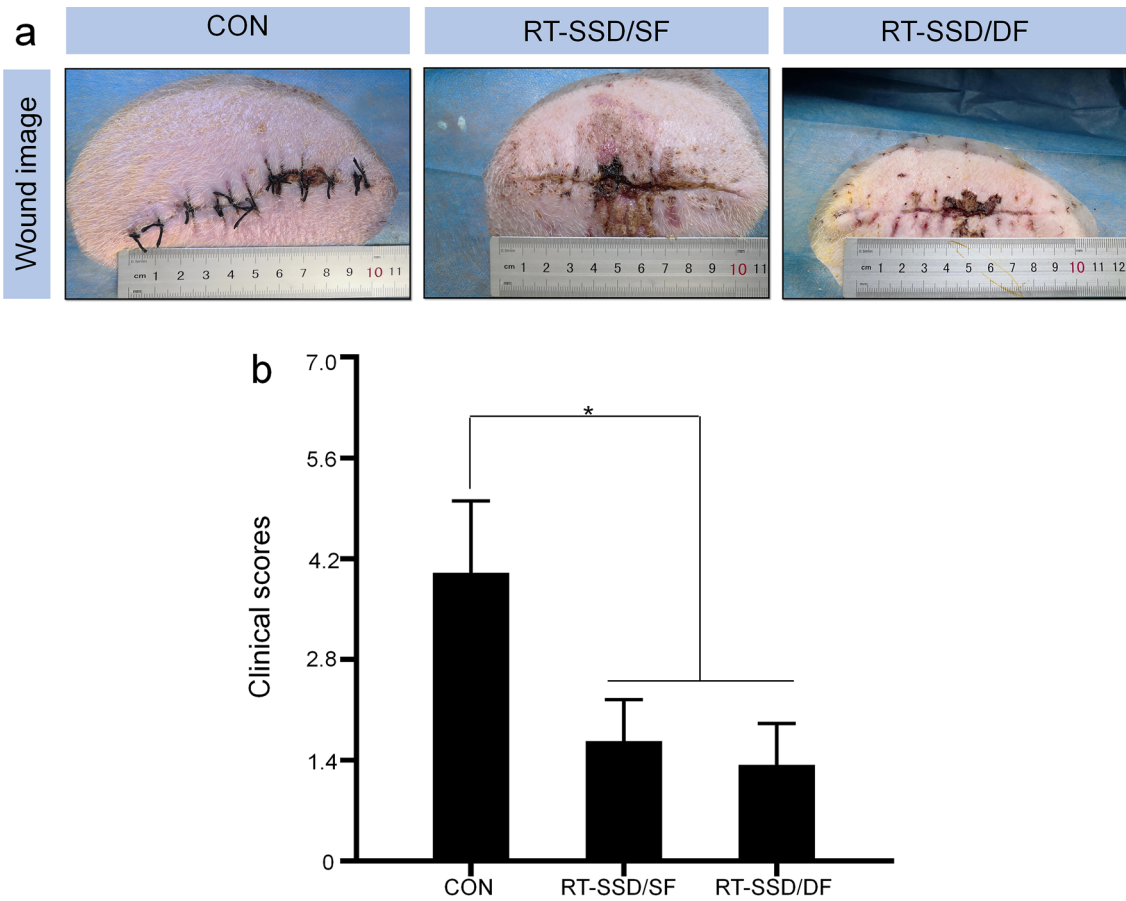 a
CON
RT-SSD/SF
RT-SSD/DF
Wound image
cm 1 2 3 4 5 6 7 8 9 10 11
cm 1 2 3 4 5 6 7 8 9 10 11
cm 1 2 3 4 5 6 7 8 9 10 11 12
b
7.0
5.6
4.2
2.8
1.4
0
Clinical scores
*
CON
RT-SSD/SF
RT-SSD/DF